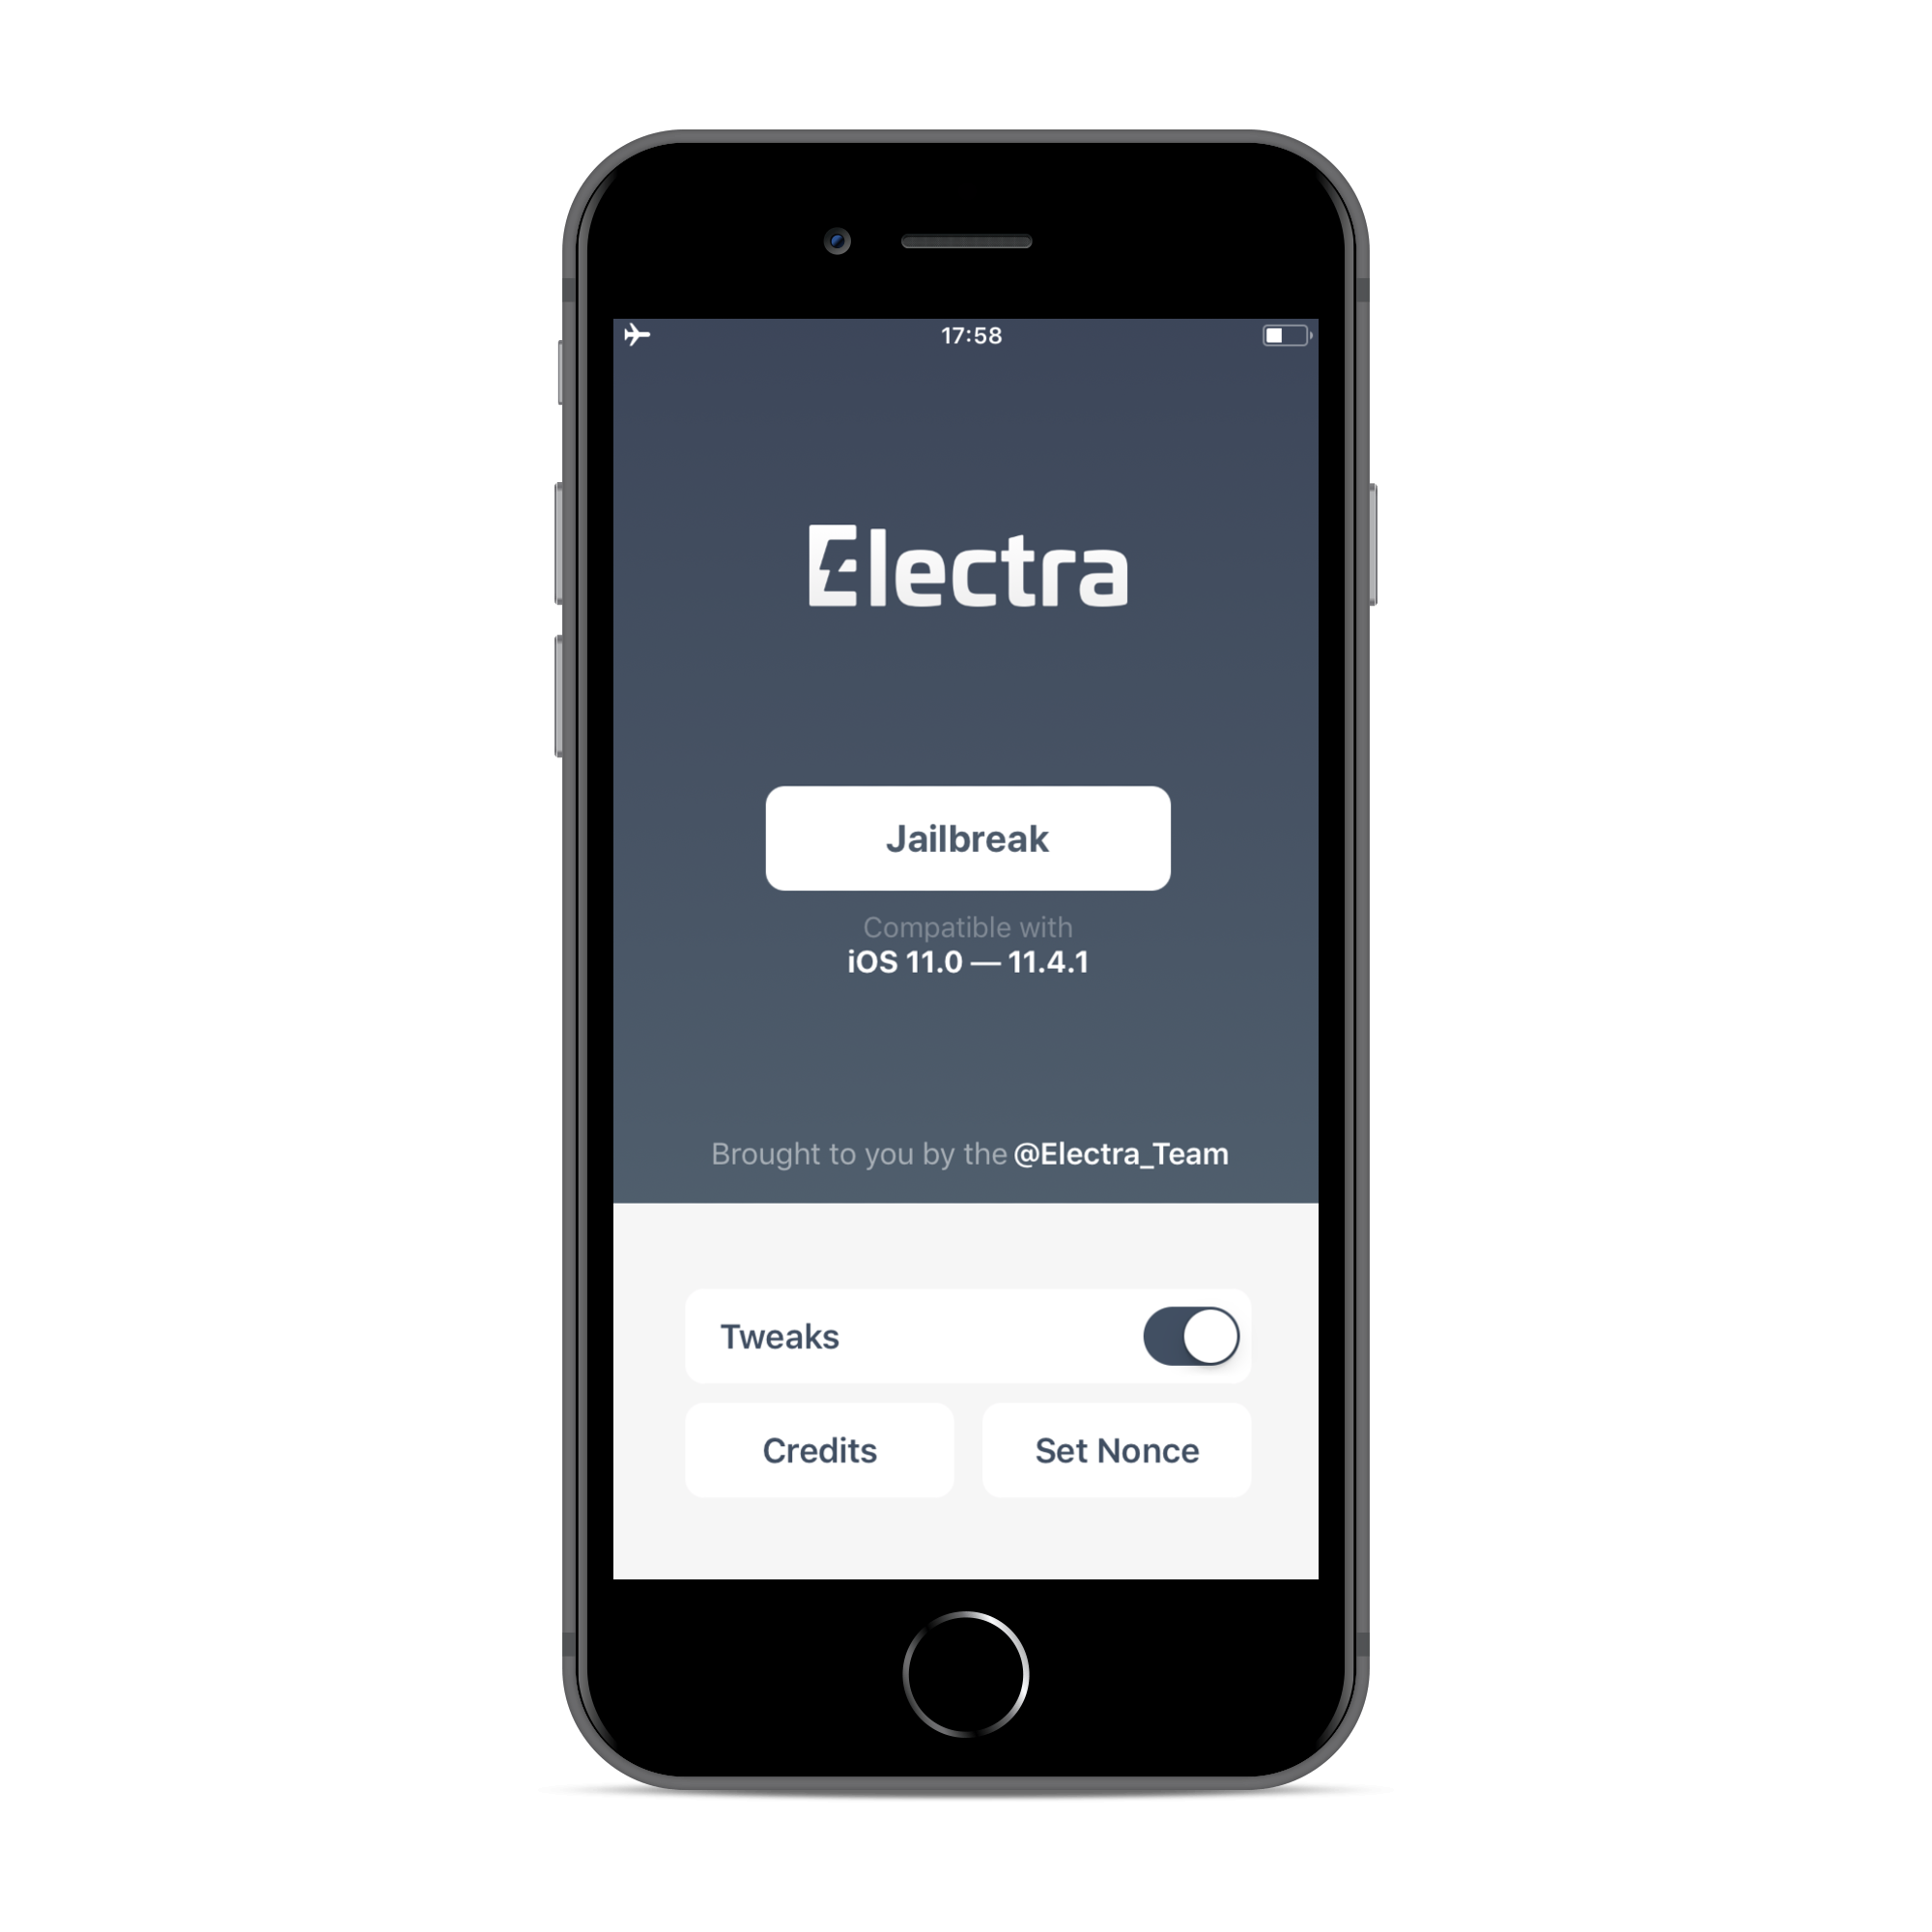 17:58
Electra
Jailbreak
Compatible with
iOS 11.0 — 11.4.1
Brought to you by the @Electra_Team
Tweaks
Credits
Set Nonce